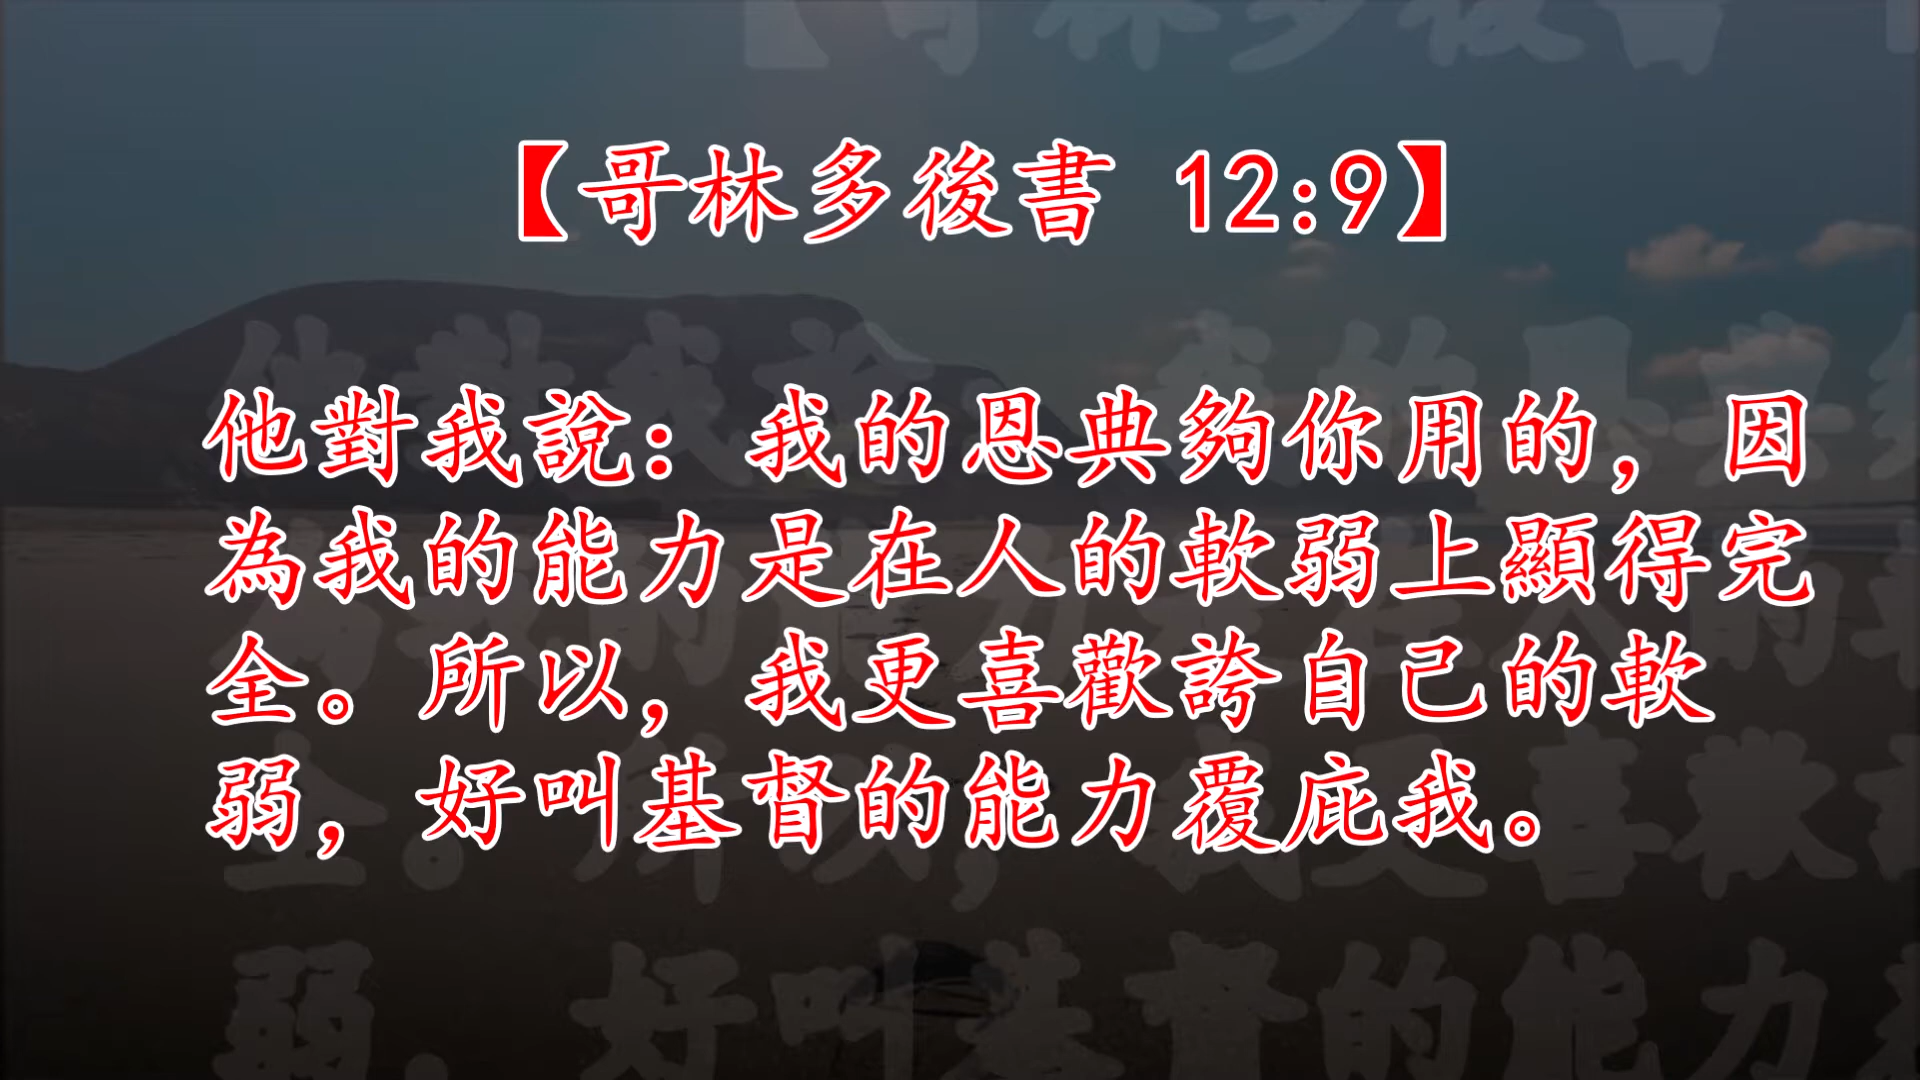 【哥林多後書 12:9】
他對我說：我的恩典夠你用的，因
為我的能力是在人的軟弱上顯得完
全。所以，我更喜歡誇自己的軟
弱，好叫基督的能力覆庇我。